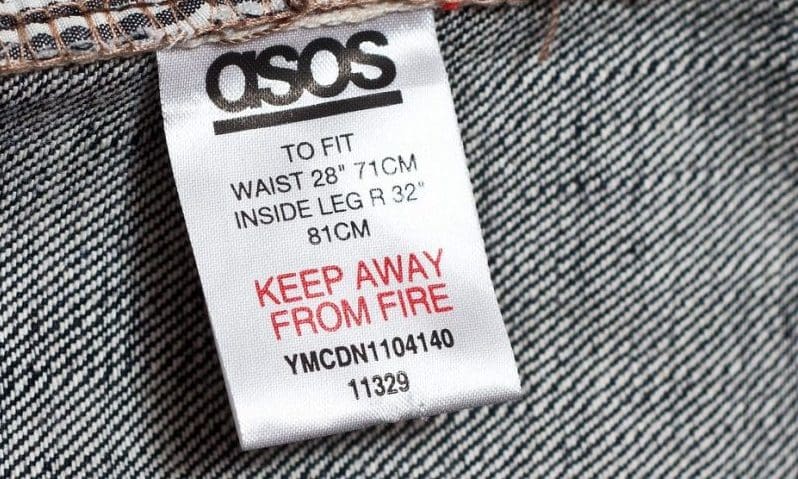 asos
TO FIT
WAIST 28" 71CM
INSIDE LEG R 32"
81CM
KEEP AWAY
FROM FIRE
YMCDN1104140
11329